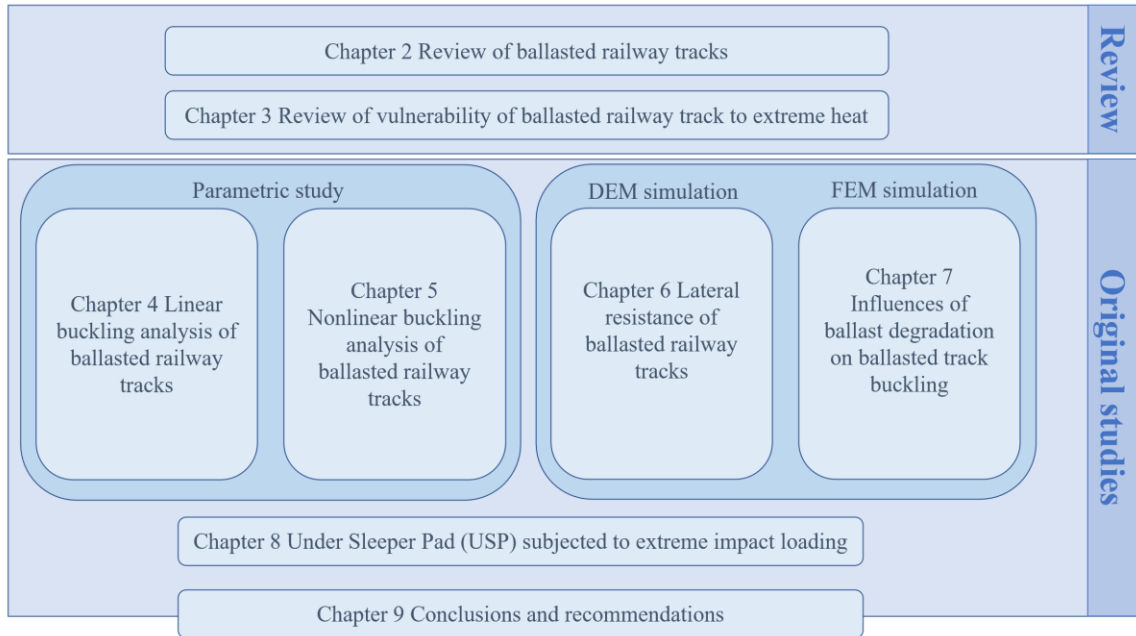 Chapter 2 Review of ballasted railway tracks
Chapter 3 Review of vulnerability of ballasted railway track to extreme heat
Review
Parametric study
Chapter 4 Linear
buckling analysis of
ballasted railway
tracks
Chapter 5
Nonlinear buckling
analysis of
ballasted railway
tracks
DEM simulation
FEM simulation
Chapter 6 Lateral
resistance of
ballasted railway
tracks
Chapter 7
Influences of
ballast degradation
on ballasted track
buckling
Original studies
Chapter 8 Under Sleeper Pad (USP) subjected to extreme impact loading
Chapter 9 Conclusions and recommendations